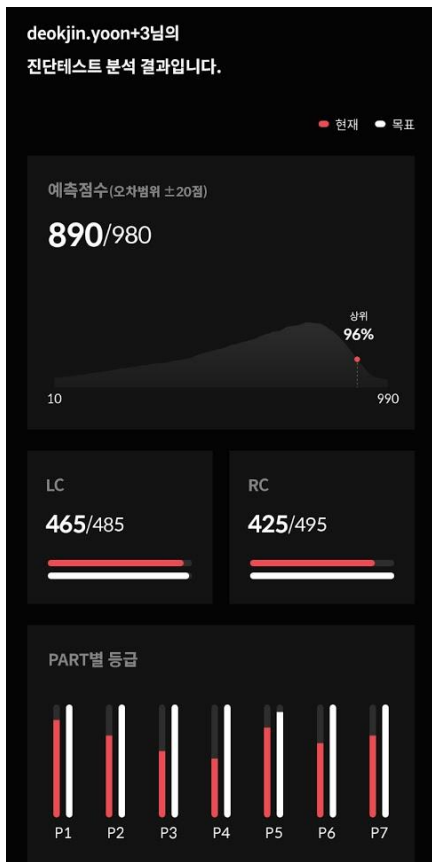 deokjin.yoon+3님의
진단테스트 분석 결과입니다.
현재 목표
예측점수(오차범위 ±20점)
890/980
상위
96%
10 990
LC RC
465/485 425/495
PART별 등급
P1 P2 P3 P4 P5 P6 P7